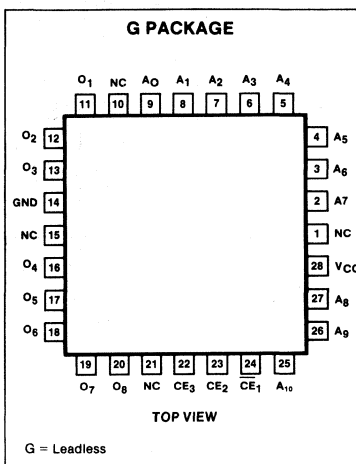 G PACKAGE
O1 NC AO A1 A2 A3 A4
11 10 9 8 7 6 5
O2 12 4 A5
O3 13 3 A6
GND 14 2 A7
NC 15 1 NC
O4 16 28 VCC
O5 17 27 A8
O6 18 26 A9
19 20 21 22 23 24 25
O7 O8 NC CE3 CE2 C̅E̅1 A10
TOP VIEW
G = Leadless